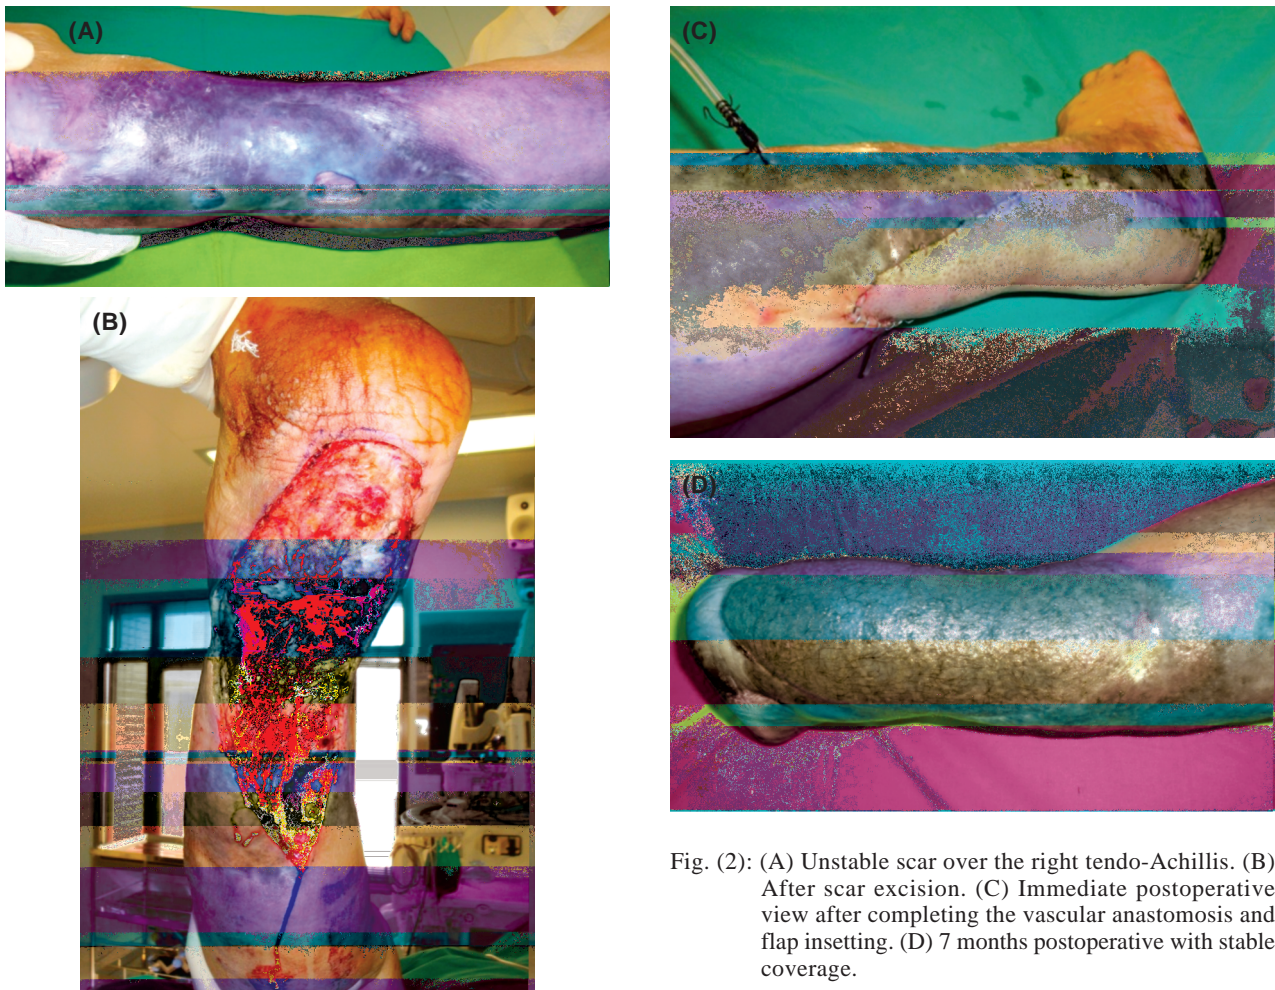 (A)
(B)
(C)
(D)
Fig. (2): (A) Unstable scar over the right tendo-Achillis. (B)
After scar excision. (C) Immediate postoperative
view after completing the vascular anastomosis and
flap insetting. (D) 7 months postoperative with stable
coverage.